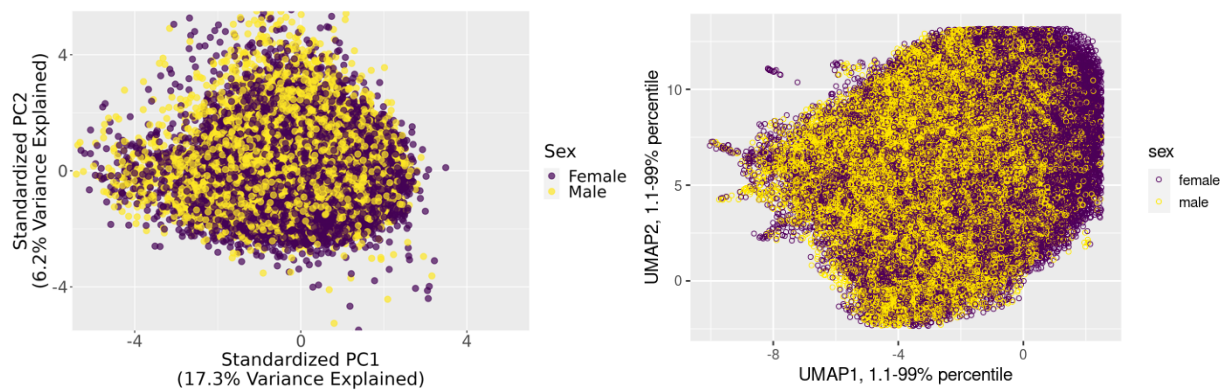 Standardized PC2
(6.2% Variance Explained)
4
0
-4
-4 0 4
Standardized PC1
(17.3% Variance Explained)
Sex
Female
Male
UMAP2, 1.1-99% percentile
10
5
0
-8 -4 0
UMAP1, 1.1-99% percentile
sex
female
male